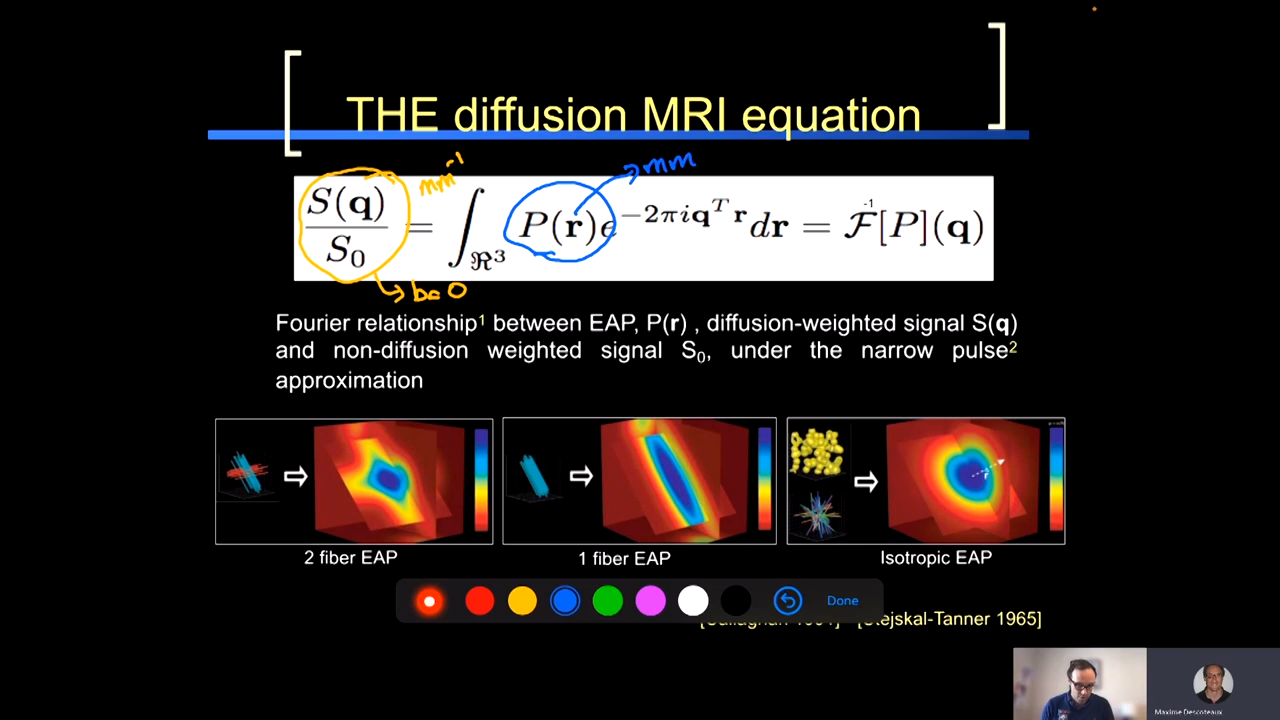 THE diffusion MRI equation
mm⁻¹
mm
S(𝐪)/S₀ = ∫_ℜ³ P(𝐫)e^{−2πi𝐪ᵀ𝐫}d𝐫 = ℱ⁻¹[P](𝐪)
b=0
Fourier relationship¹ between EAP, P(r) , diffusion-weighted signal S(q)
and non-diffusion weighted signal S₀, under the narrow pulse²
approximation
2 fiber EAP
1 fiber EAP
Isotropic EAP
Done
[Stejskal-Tanner 1965]
Maxime Descoteaux